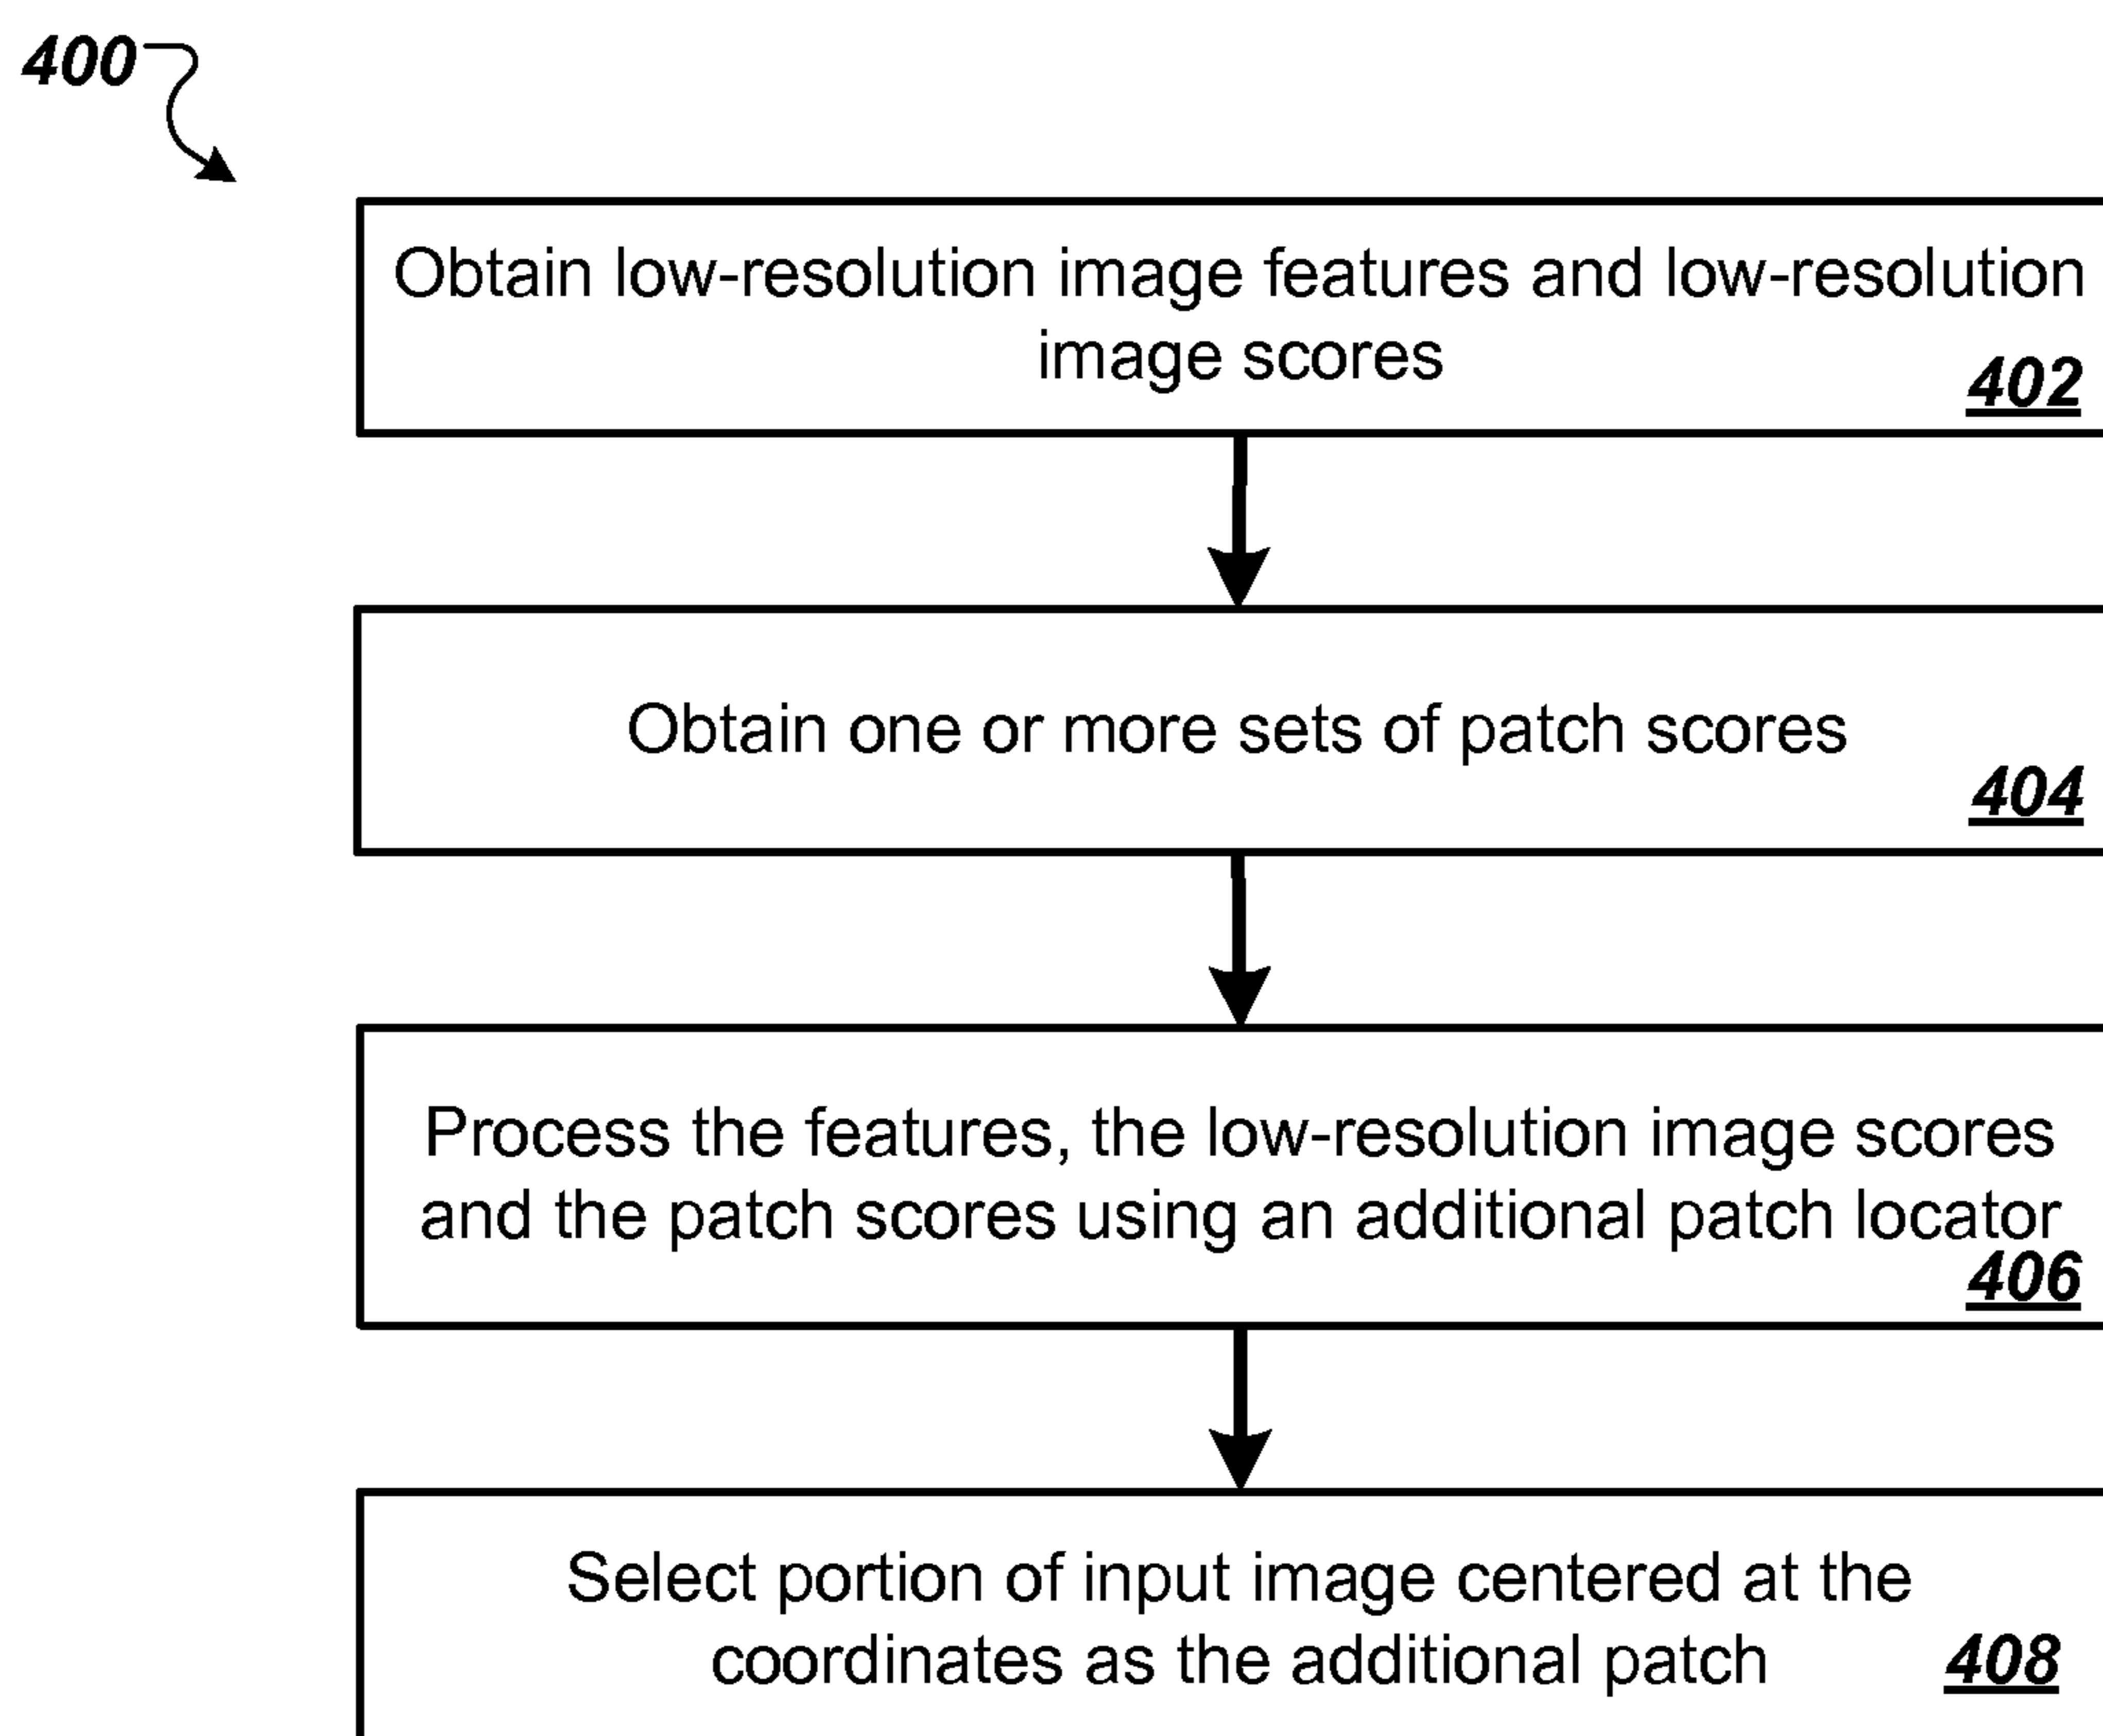 400
Obtain low-resolution image features and low-resolution
image scores
402
Obtain one or more sets of patch scores
404
Process the features, the low-resolution image scores
and the patch scores using an additional patch locator
406
Select portion of input image centered at the
coordinates as the additional patch
408